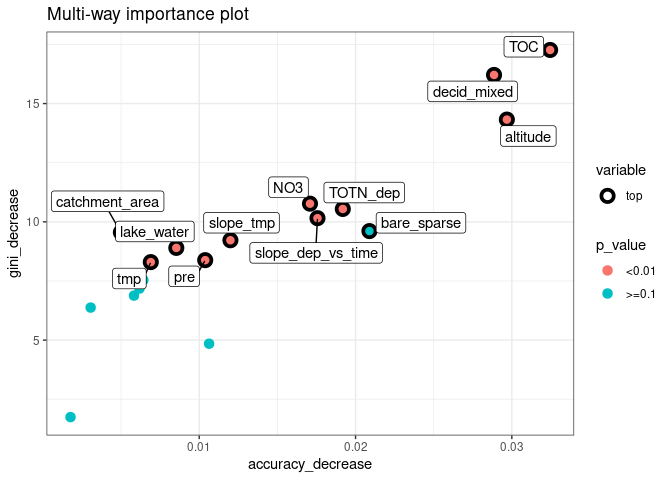 Multi-way importance plot
TOC
decid_mixed
altitude
NO3
TOTN_dep
catchment_area
lake_water
slope_tmp
bare_sparse
slope_dep_vs_time
tmp
pre
15
10
5
gini_decrease
0.01
0.02
0.03
accuracy_decrease
variable
top
p_value
<0.01
>=0.1